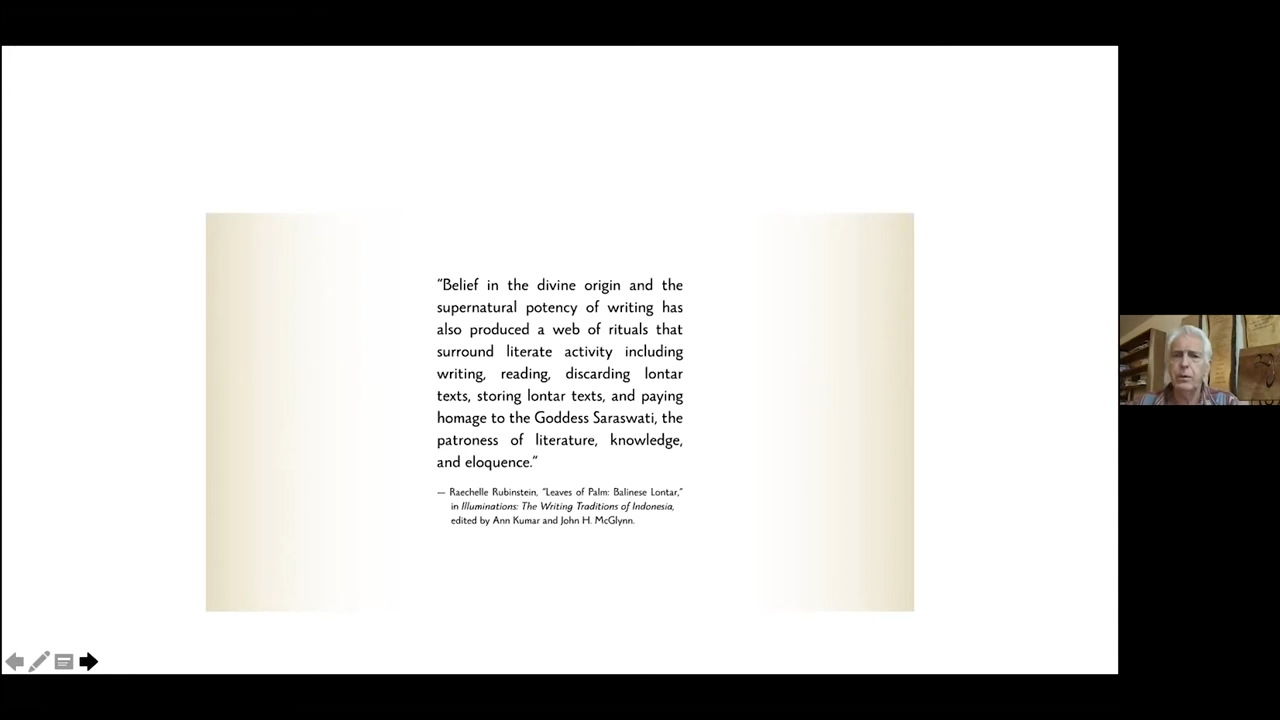 “Belief in the divine origin and the
supernatural potency of writing has
also produced a web of rituals that
surround literate activity including
writing, reading, discarding lontar
texts, storing lontar texts, and paying
homage to the Goddess Saraswati, the
patroness of literature, knowledge,
and eloquence.”
— Raechelle Rubinstein, “Leaves of Palm: Balinese Lontar,”
in Illuminations: The Writing Traditions of Indonesia,
edited by Ann Kumar and John H. McGlynn.